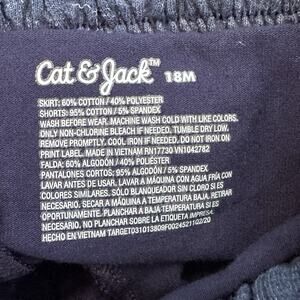 Cat & Jack™ 18M
SKIRT: 60% COTTON / 40% POLYESTER
SHORTS: 95% COTTON / 5% SPANDEX
WASH BEFORE WEAR. MACHINE WASH COLD WITH LIKE COLORS.
ONLY NON-CHLORINE BLEACH IF NEEDED. TUMBLE DRY LOW.
REMOVE PROMPTLY. COOL IRON IF NEEDED. DO NOT IRON ON
PRINT LABEL. MADE IN VIETNAM RN17730 VN1042782
FALDA: 60% ALGODÓN / 40% POLIÉSTER
PANTALONES CORTOS: 95% ALGODÓN / 5% SPANDEX
LAVAR ANTES DE USAR. LAVAR A MÁQUINA CON AGUA FRÍA CON
COLORES SIMILARES. SÓLO BLANQUEADOR SIN CLORO SI ES
NECESARIO. SECAR A MÁQUINA A TEMPERATURA BAJA. RETIRAR
OPORTUNAMENTE. PLANCHAR A BAJA TEMPERATURA SI ES
NECESARIO. NO PLANCHAR SOBRE LA ETIQUETA IMPRESA
HECHO EN VIETNAM TARGET031013809F0024521102 20/20